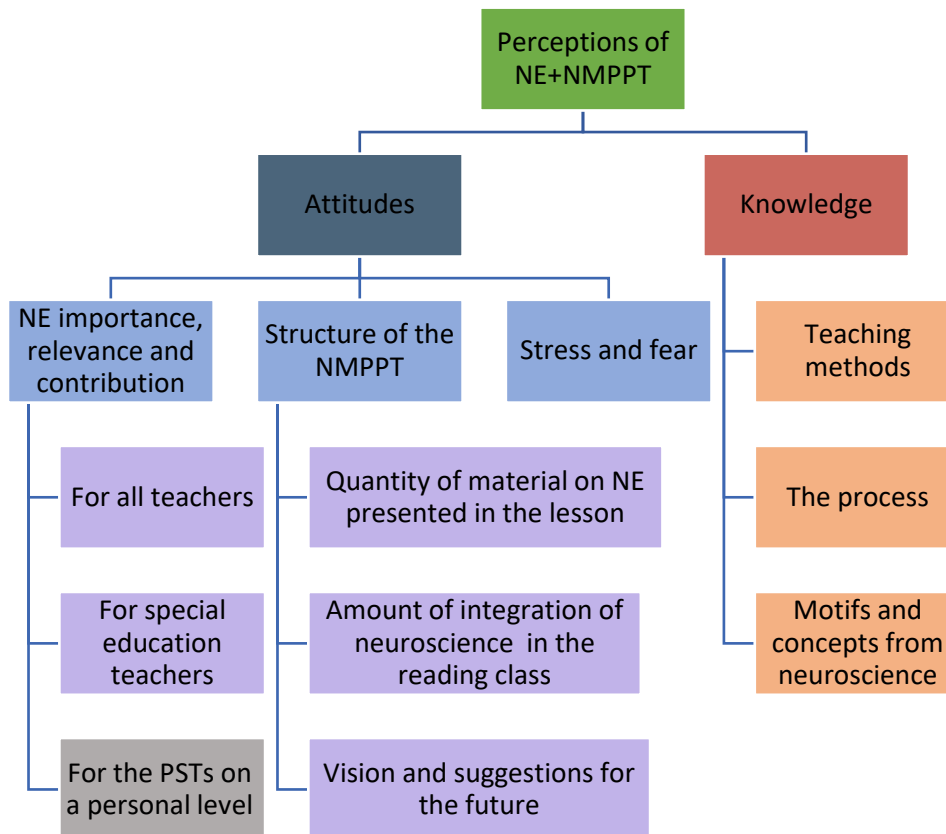 Perceptions of
NE+NMPPT
Attitudes
Knowledge
NE importance,
relevance and
contribution
Structure of the
NMPPT
Stress and fear
Teaching
methods
For all teachers
Quantity of material on NE
presented in the lesson
The process
For special
education
teachers
Amount of integration of
neuroscience in the
reading class
Motifs and
concepts from
neuroscience
For the PSTs on
a personal level
Vision and suggestions for
the future